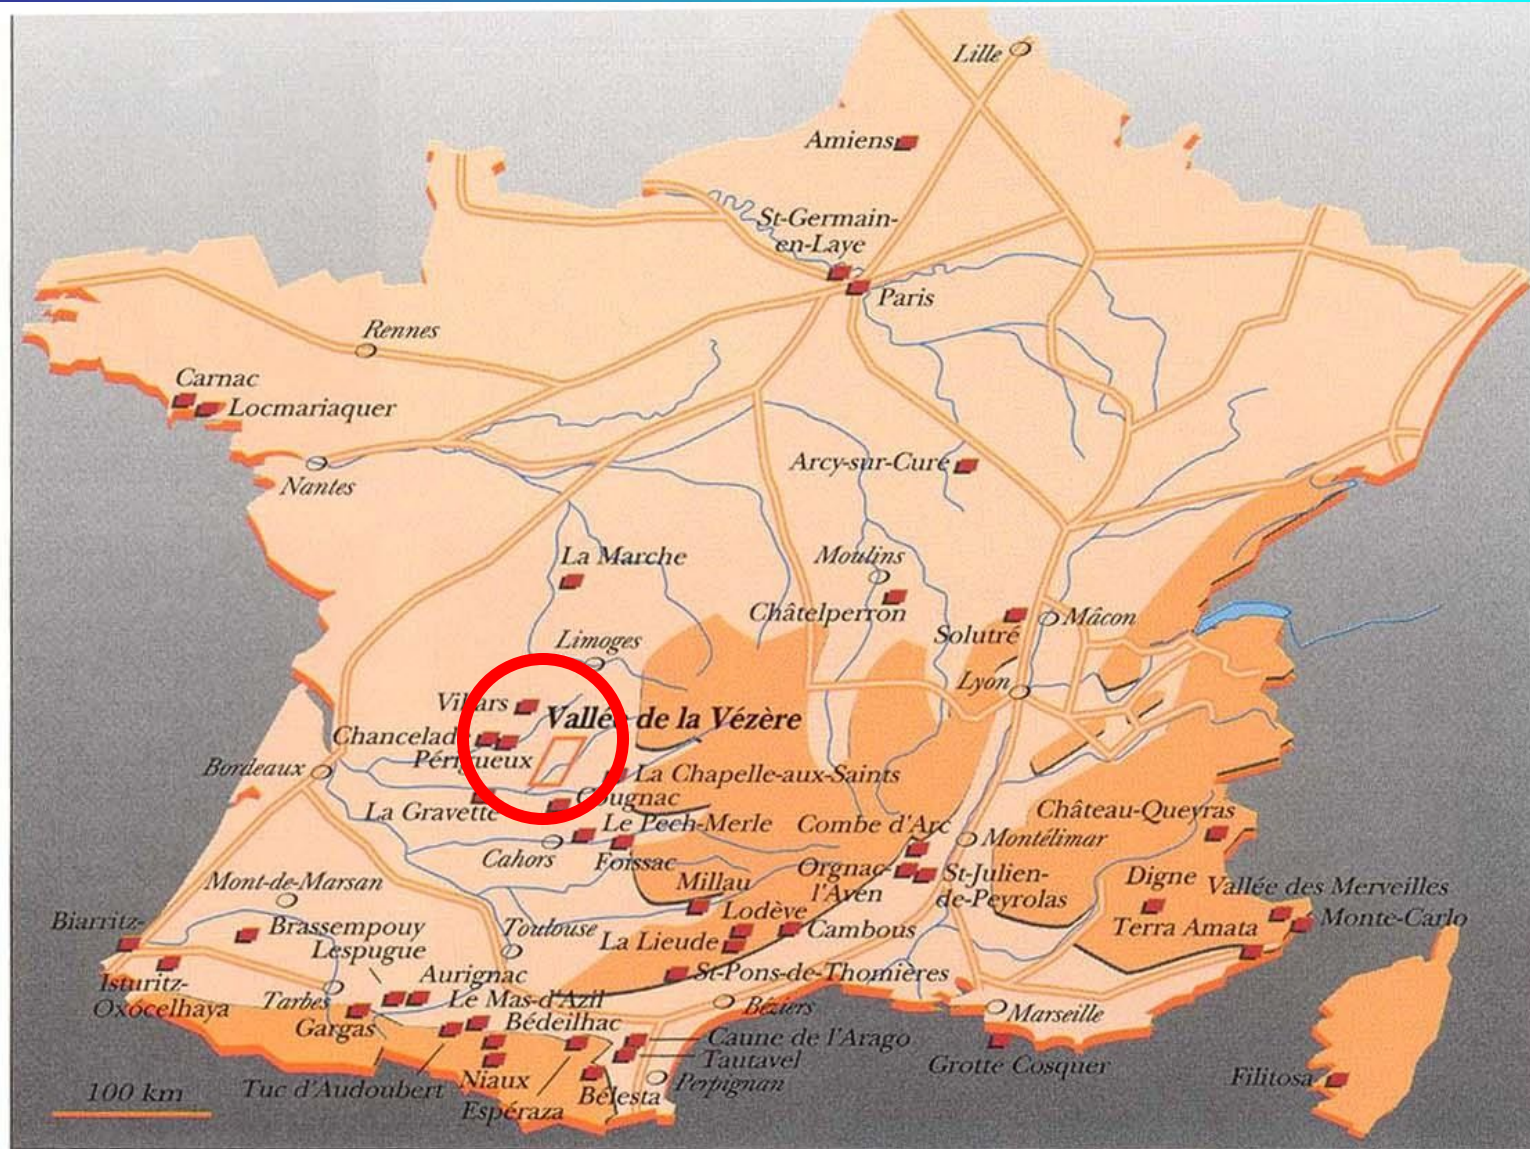 Lille
Amiens
St-Germain-
en-Laye
Paris
Rennes
Carnac
Locmariaquer
Nantes
Arcy-sur-Cure
La Marche
Moulins
Châtelperron
Solutré
Mâcon
Limoges
Lyon
Villars
Vallée de la Vézère
Chancelade
Périgueux
Bordeaux
La Chapelle-aux-Saints
La Gravette
Cougnac
Le Pech-Merle
Cahors
Foissac
Combe d'Arc
Montélimar
Château-Queyras
Orgnac-
l'Aven
St-Julien-
de-Peyrolas
Digne
Vallée des Merveilles
Monte-Carlo
Terra Amata
Mont-de-Marsan
Millau
Lodève
Cambous
La Lieude
St-Pons-de-Thomières
Biarritz-
Brassempouy
Lespugue
Toulouse
Isturitz-
Oxocelhaya
Tarbes
Aurignac
Gargas
Le Mas-d'Azil
Bédeilhac
Béziers
Marseille
Caune de l'Arago
Tautavel
Grotte Cosquer
Perpignan
Tuc d'Audoubert
Niaux
Espéraza
Bélesta
Filitosa
100 km